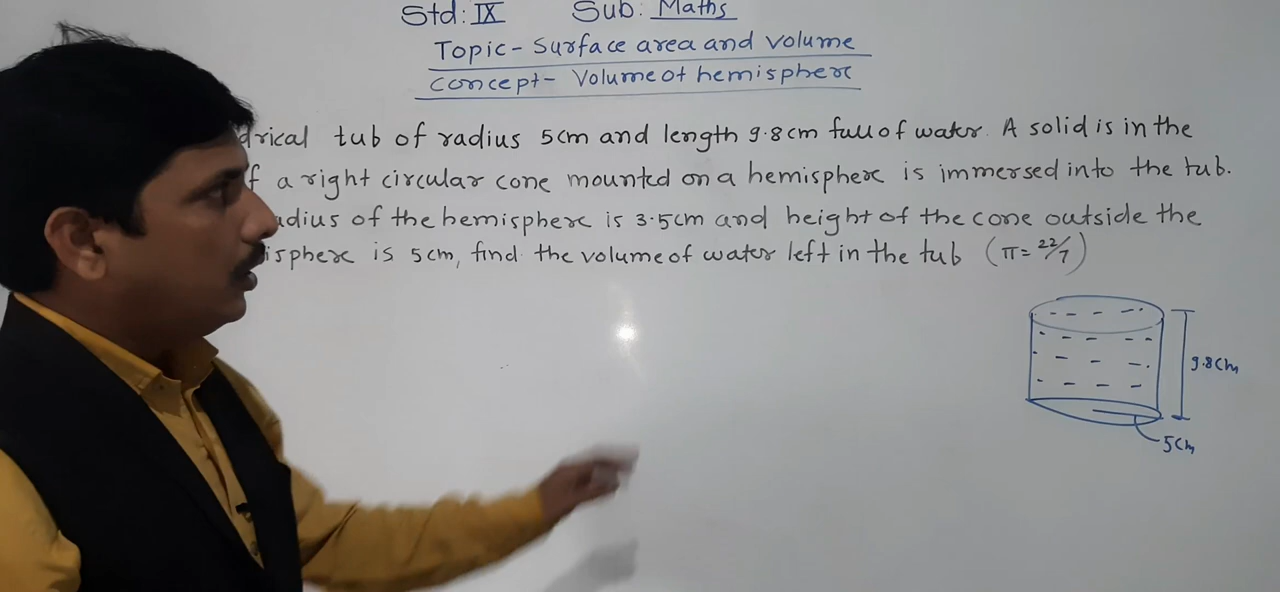 Std: IX Sub: Maths
Topic- Surface area and volume
Concept- Volume of hemisphere
drical tub of radius 5cm and length 9.8cm full of water. A solid is in the
f a right circular cone mounted on a hemisphere is immersed into the tub.
adius of the hemisphere is 3.5cm and height of the cone outside the
isphere is 5cm, find the volume of water left in the tub (π= 22/7)
9.8Cm
5Cm